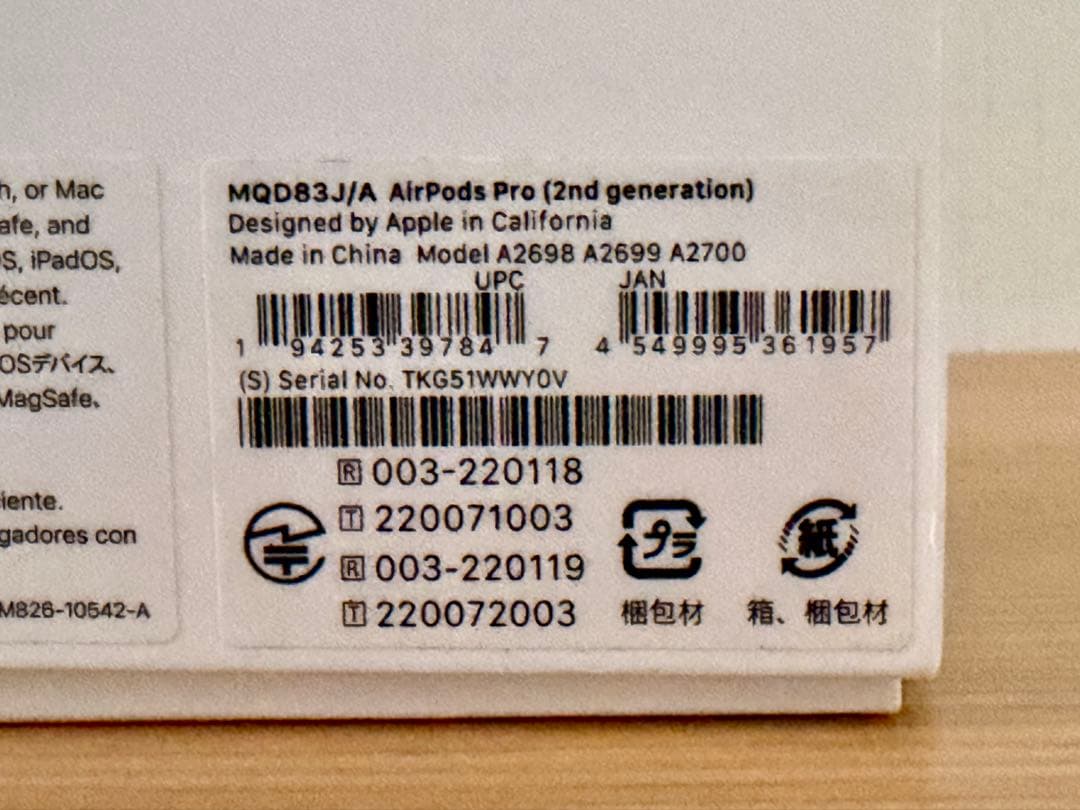 h, or Mac
afe, and
S, iPadOS,
écent.
pour
OSデバイス、
MagSafe、
iente.
gadores con
M826-10542-A
MQD83J/A AirPods Pro (2nd generation)
Designed by Apple in California
Made in China Model A2698 A2699 A2700
UPC JAN
1 94253 39784 7 4 549995 361957
(S) Serial No. TKG51WWY0V
R 003-220118
T 220071003
R 003-220119
T 220072003
プラ 紙
梱包材 箱、梱包材